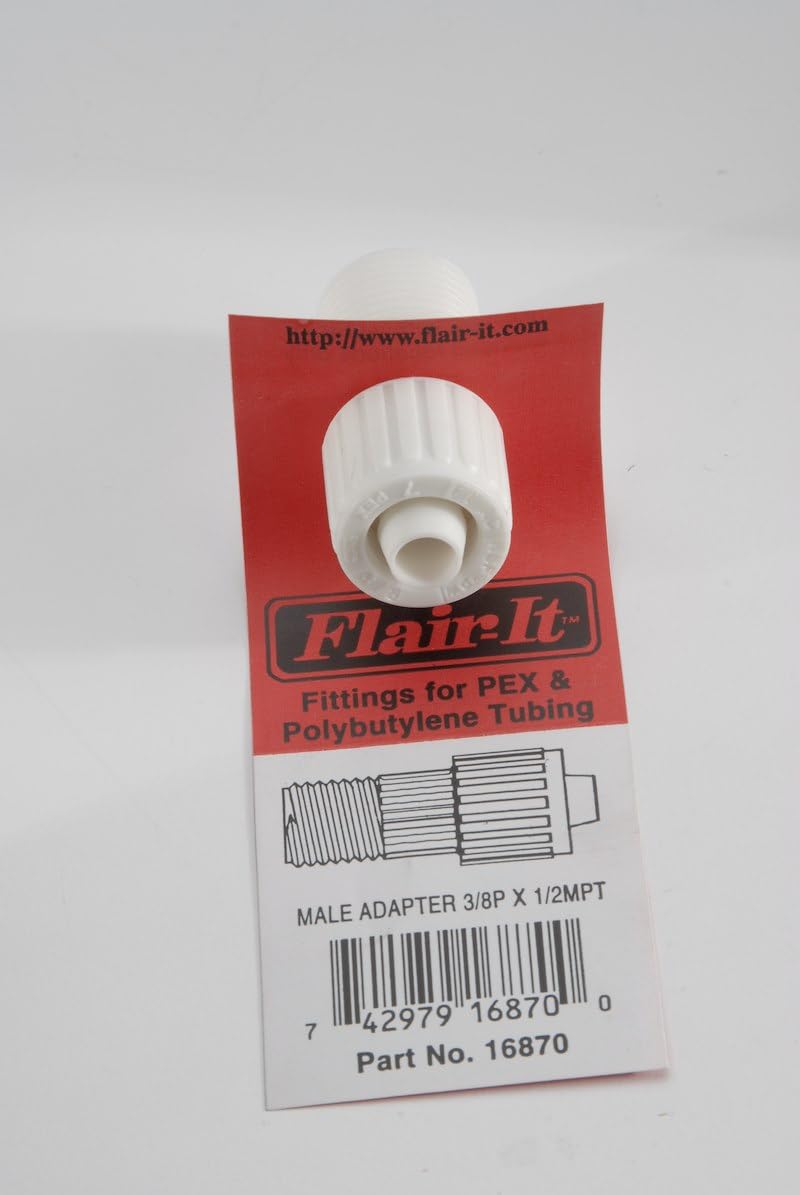 http://www.flair-it.com
PEX
Flair-It™
Fittings for PEX &
Polybutylene Tubing
MALE ADAPTER 3/8P X 1/2MPT
7 42979 16870 0
Part No. 16870